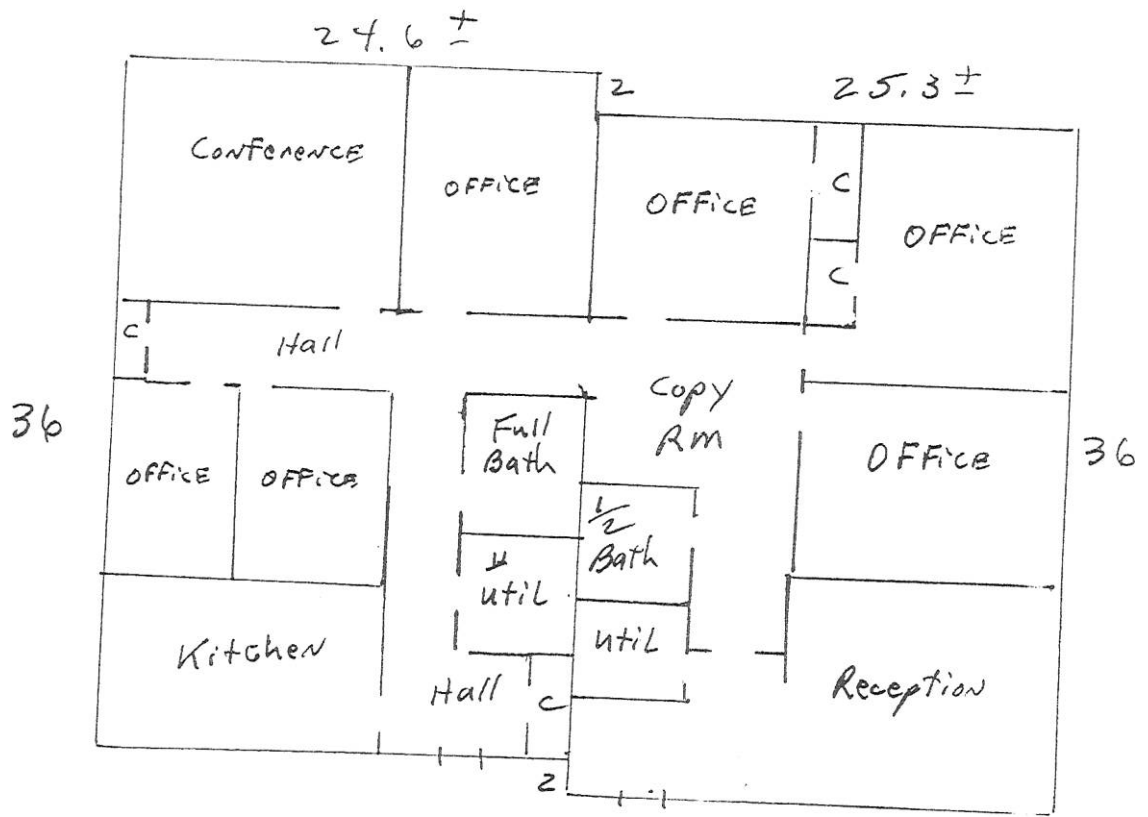 24.6 ±
2
25.3 ±
Conference
OFFiCE
OFFiCE
C
OFFiCE
C
C
Hall
Copy
Rm
36
Full
Bath
OFFiCE
36
OFFiCE
OFFiCE
1/2
Bath
util
util
Kitchen
Hall
C
Reception
2